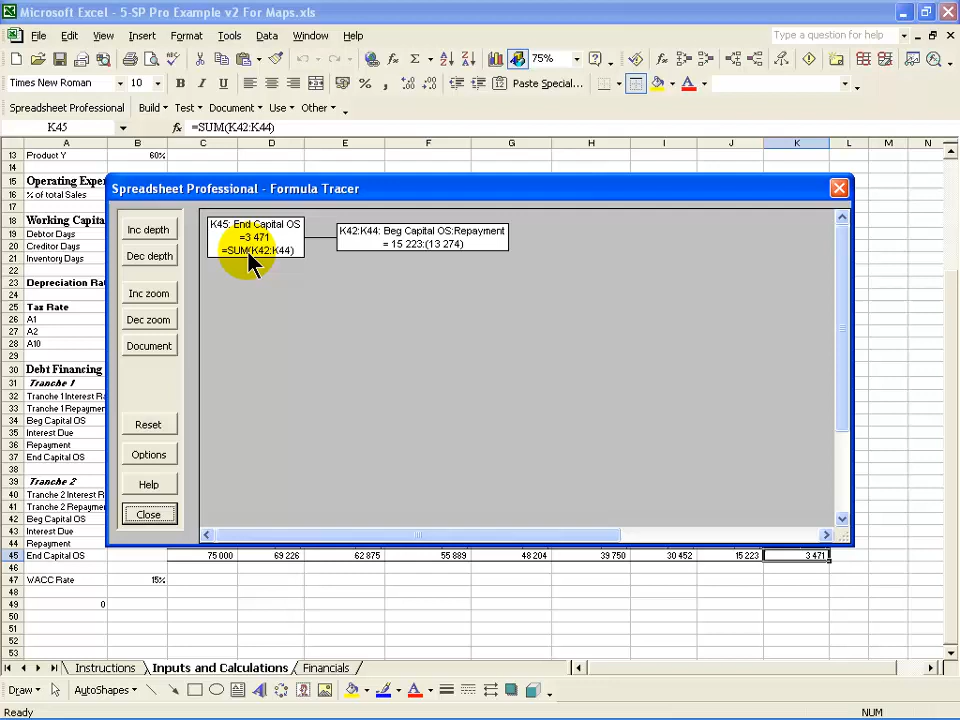 Microsoft Excel - 5-SP Pro Example v2 For Maps.xls
File Edit View Insert Format Tools Data Window Help
Type a question for help
75%
Times New Roman 10 B I U
Paste Special...
Spreadsheet Professional Build Test Document Use Other
K45 fx =SUM(K42:K44)
A B C D E F G H I J K L M N
13 Product Y 60%
14
15 Operating Expe
16 % of total Sales
17
18 Working Capita
19 Debtor Days
20 Creditor Days
21 Inventory Days
22
23 Depreciation Rat
24
25 Tax Rate
26 A1
27 A2
28 A10
29
30 Debt Financing
31 Tranche 1
32 Tranche 1 Interest Ra
33 Tranche 1 Repaymen
34 Beg Capital OS
35 Interest Due
36 Repayment
37 End Capital OS
38
39 Tranche 2
40 Tranche 2 Interest R
41 Tranche 2 Repaymen
42 Beg Capital OS
43 Interest Due
44 Repayment
45 End Capital OS 75 000 69 226 62 875 55 889 48 204 39 750 30 452 15 223 3 471
46
47 WACC Rate 15%
48
49 0
50
51
52
53
Spreadsheet Professional - Formula Tracer
Inc depth
Dec depth
Inc zoom
Dec zoom
Document
Reset
Options
Help
Close
K45: End Capital OS
=3 471
=SUM(K42:K44)
K42:K44: Beg Capital OS:Repayment
= 15 223:(13 274)
Instructions Inputs and Calculations Financials
Draw AutoShapes
Ready NUM